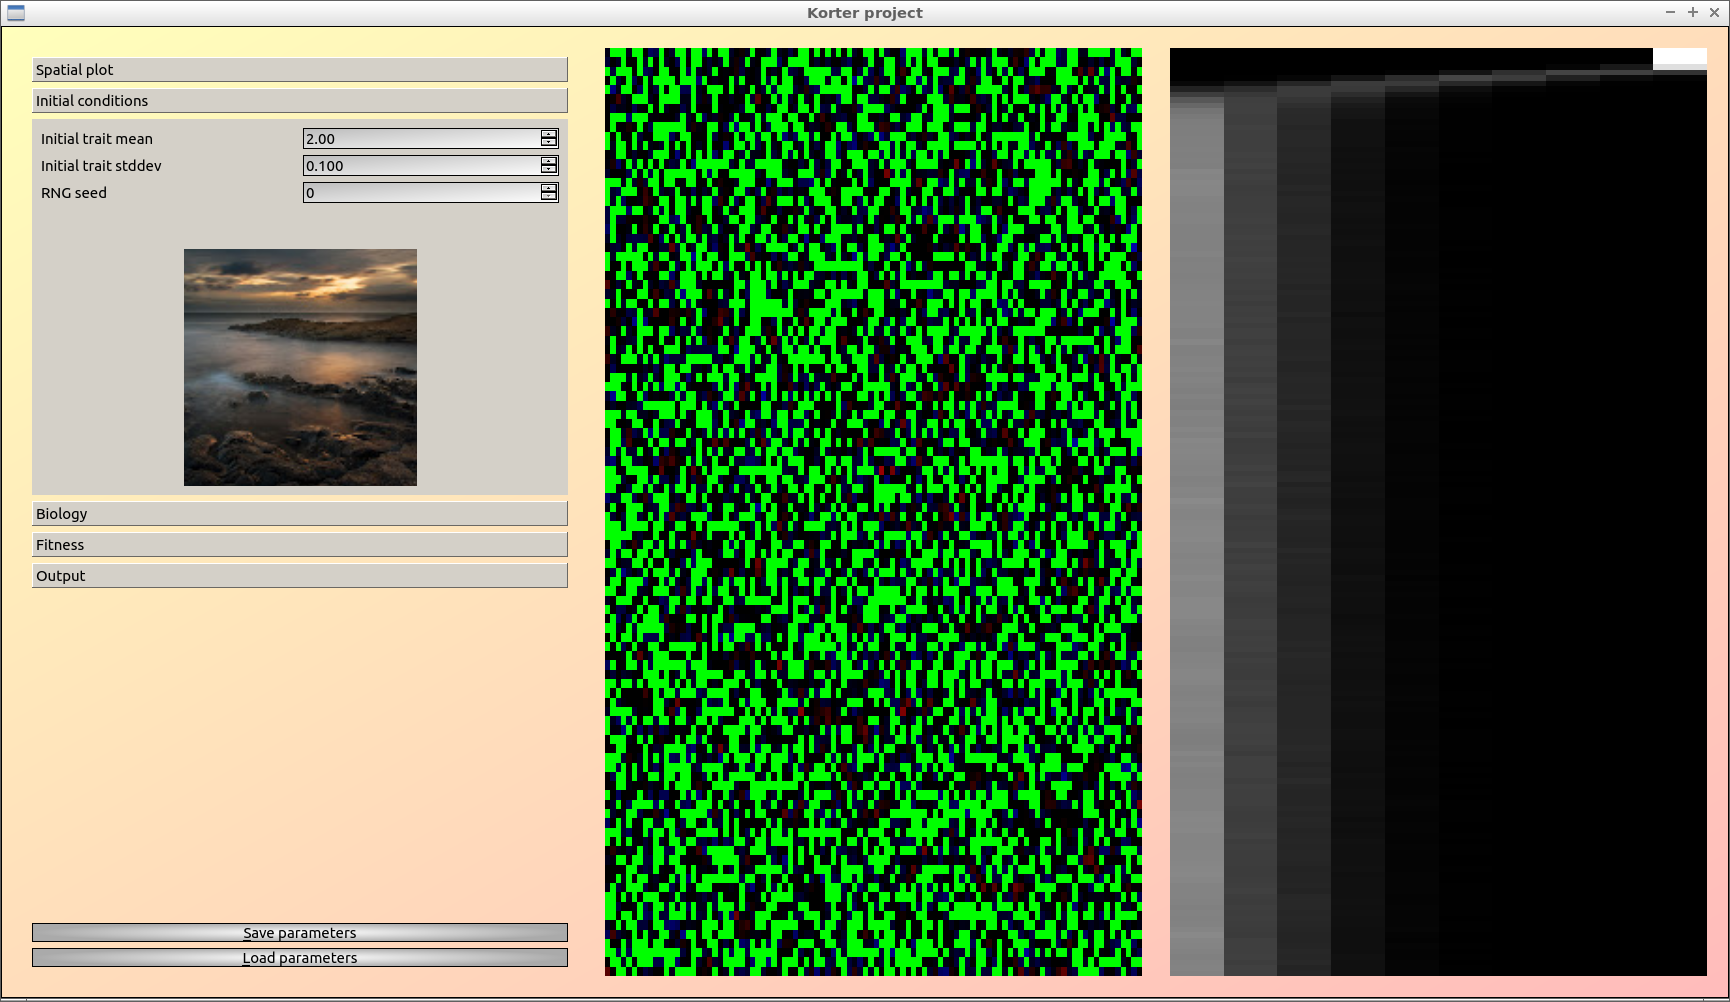 Korter project
Spatial plot
Initial conditions
Initial trait mean 2.00
Initial trait stddev 0.100
RNG seed 0
Biology
Fitness
Output
Save parameters
Load parameters